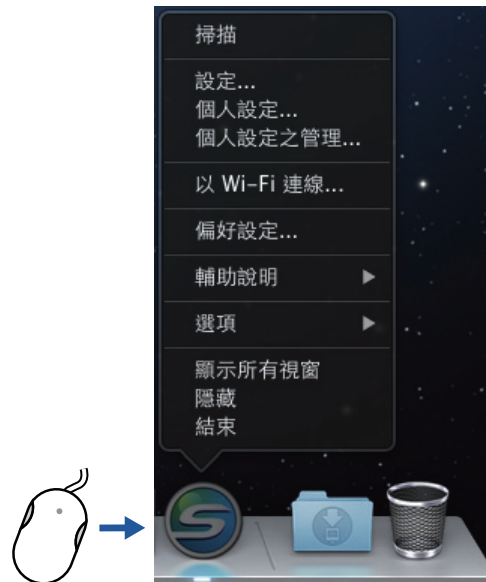 掃描
設定...
個人設定...
個人設定之管理...
以 Wi-Fi 連線...
偏好設定...
輔助說明
選項
顯示所有視窗
隱藏
結束